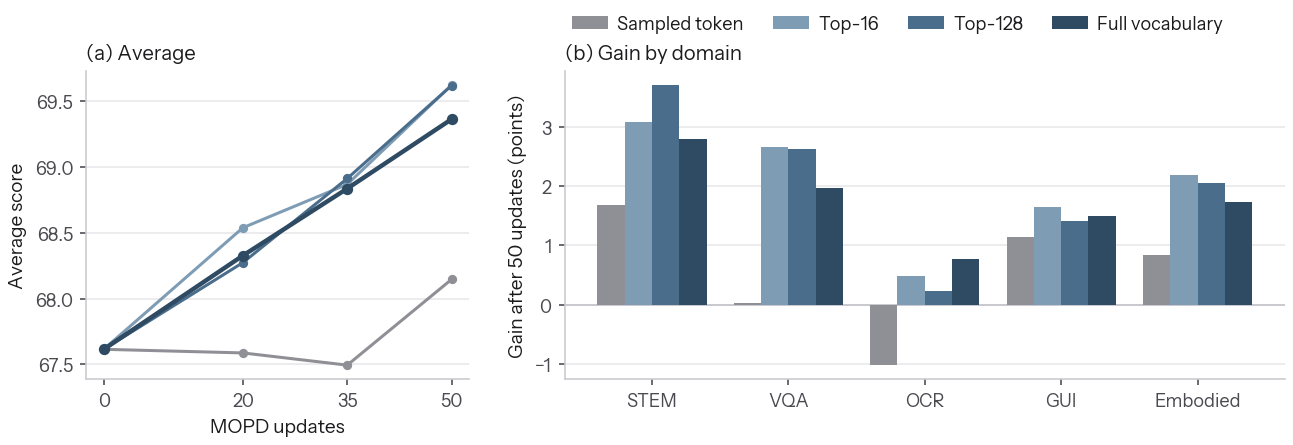 Sampled token
Top-16
Top-128
Full vocabulary
(a) Average
(b) Gain by domain
Average score
69.5
69.0
68.5
68.0
67.5
0
20
35
50
MOPD updates
Gain after 50 updates (points)
3
2
1
0
−1
STEM
VQA
OCR
GUI
Embodied